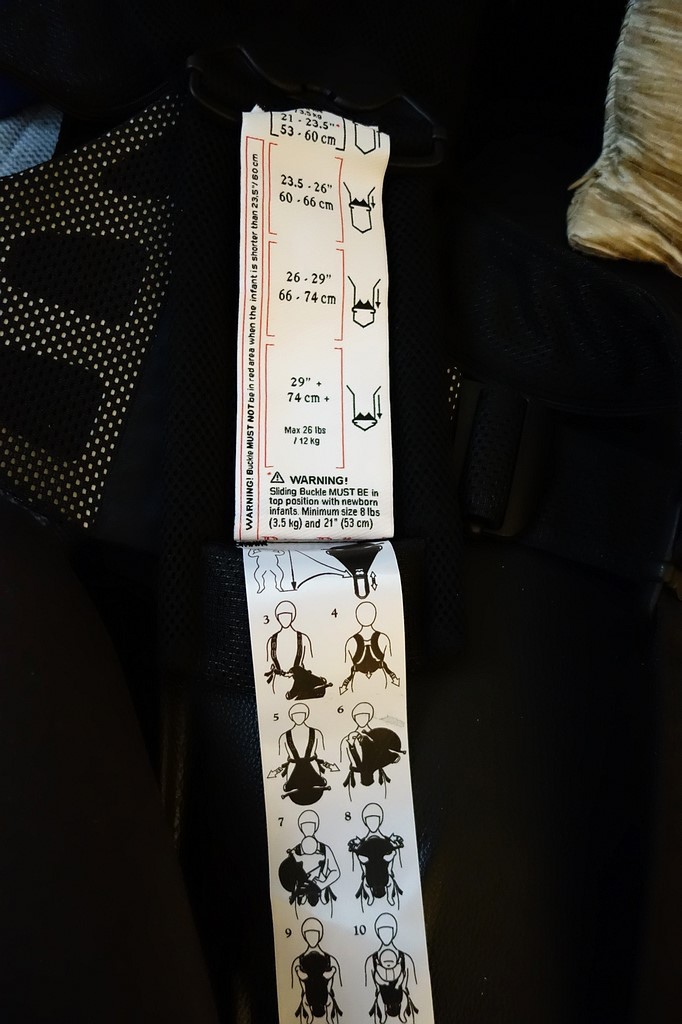 /3,5kg
21 - 23.5"*
53 - 60 cm
23.5 - 26"
60 - 66 cm
26 - 29"
66 - 74 cm
29" +
74 cm +
Max 26 lbs
/ 12 kg
WARNING! Buckle MUST NOT be in red area when the infant is shorter than 23.5"/ 60 cm
* ⚠ WARNING!
Sliding Buckle MUST BE in
top position with newborn
infants. Minimum size 8 lbs
(3.5 kg) and 21" (53 cm)
3 4
5 6
7 8
9 10